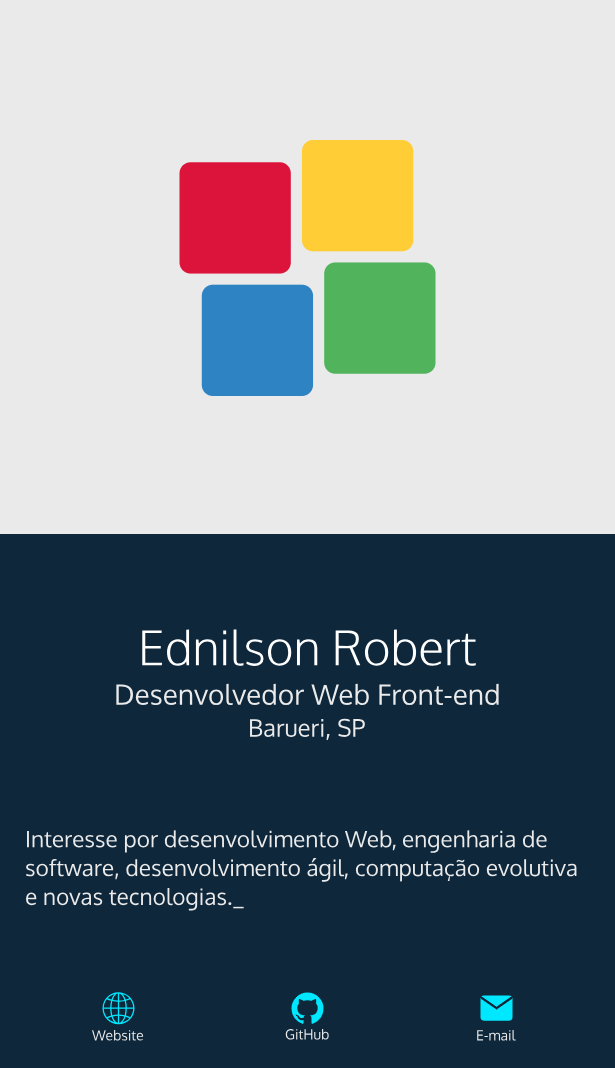 Ednilson Robert
Desenvolvedor Web Front-end
Barueri, SP
Interesse por desenvolvimento Web, engenharia de
software, desenvolvimento ágil, computação evolutiva
e novas tecnologias._
Website
GitHub
E-mail